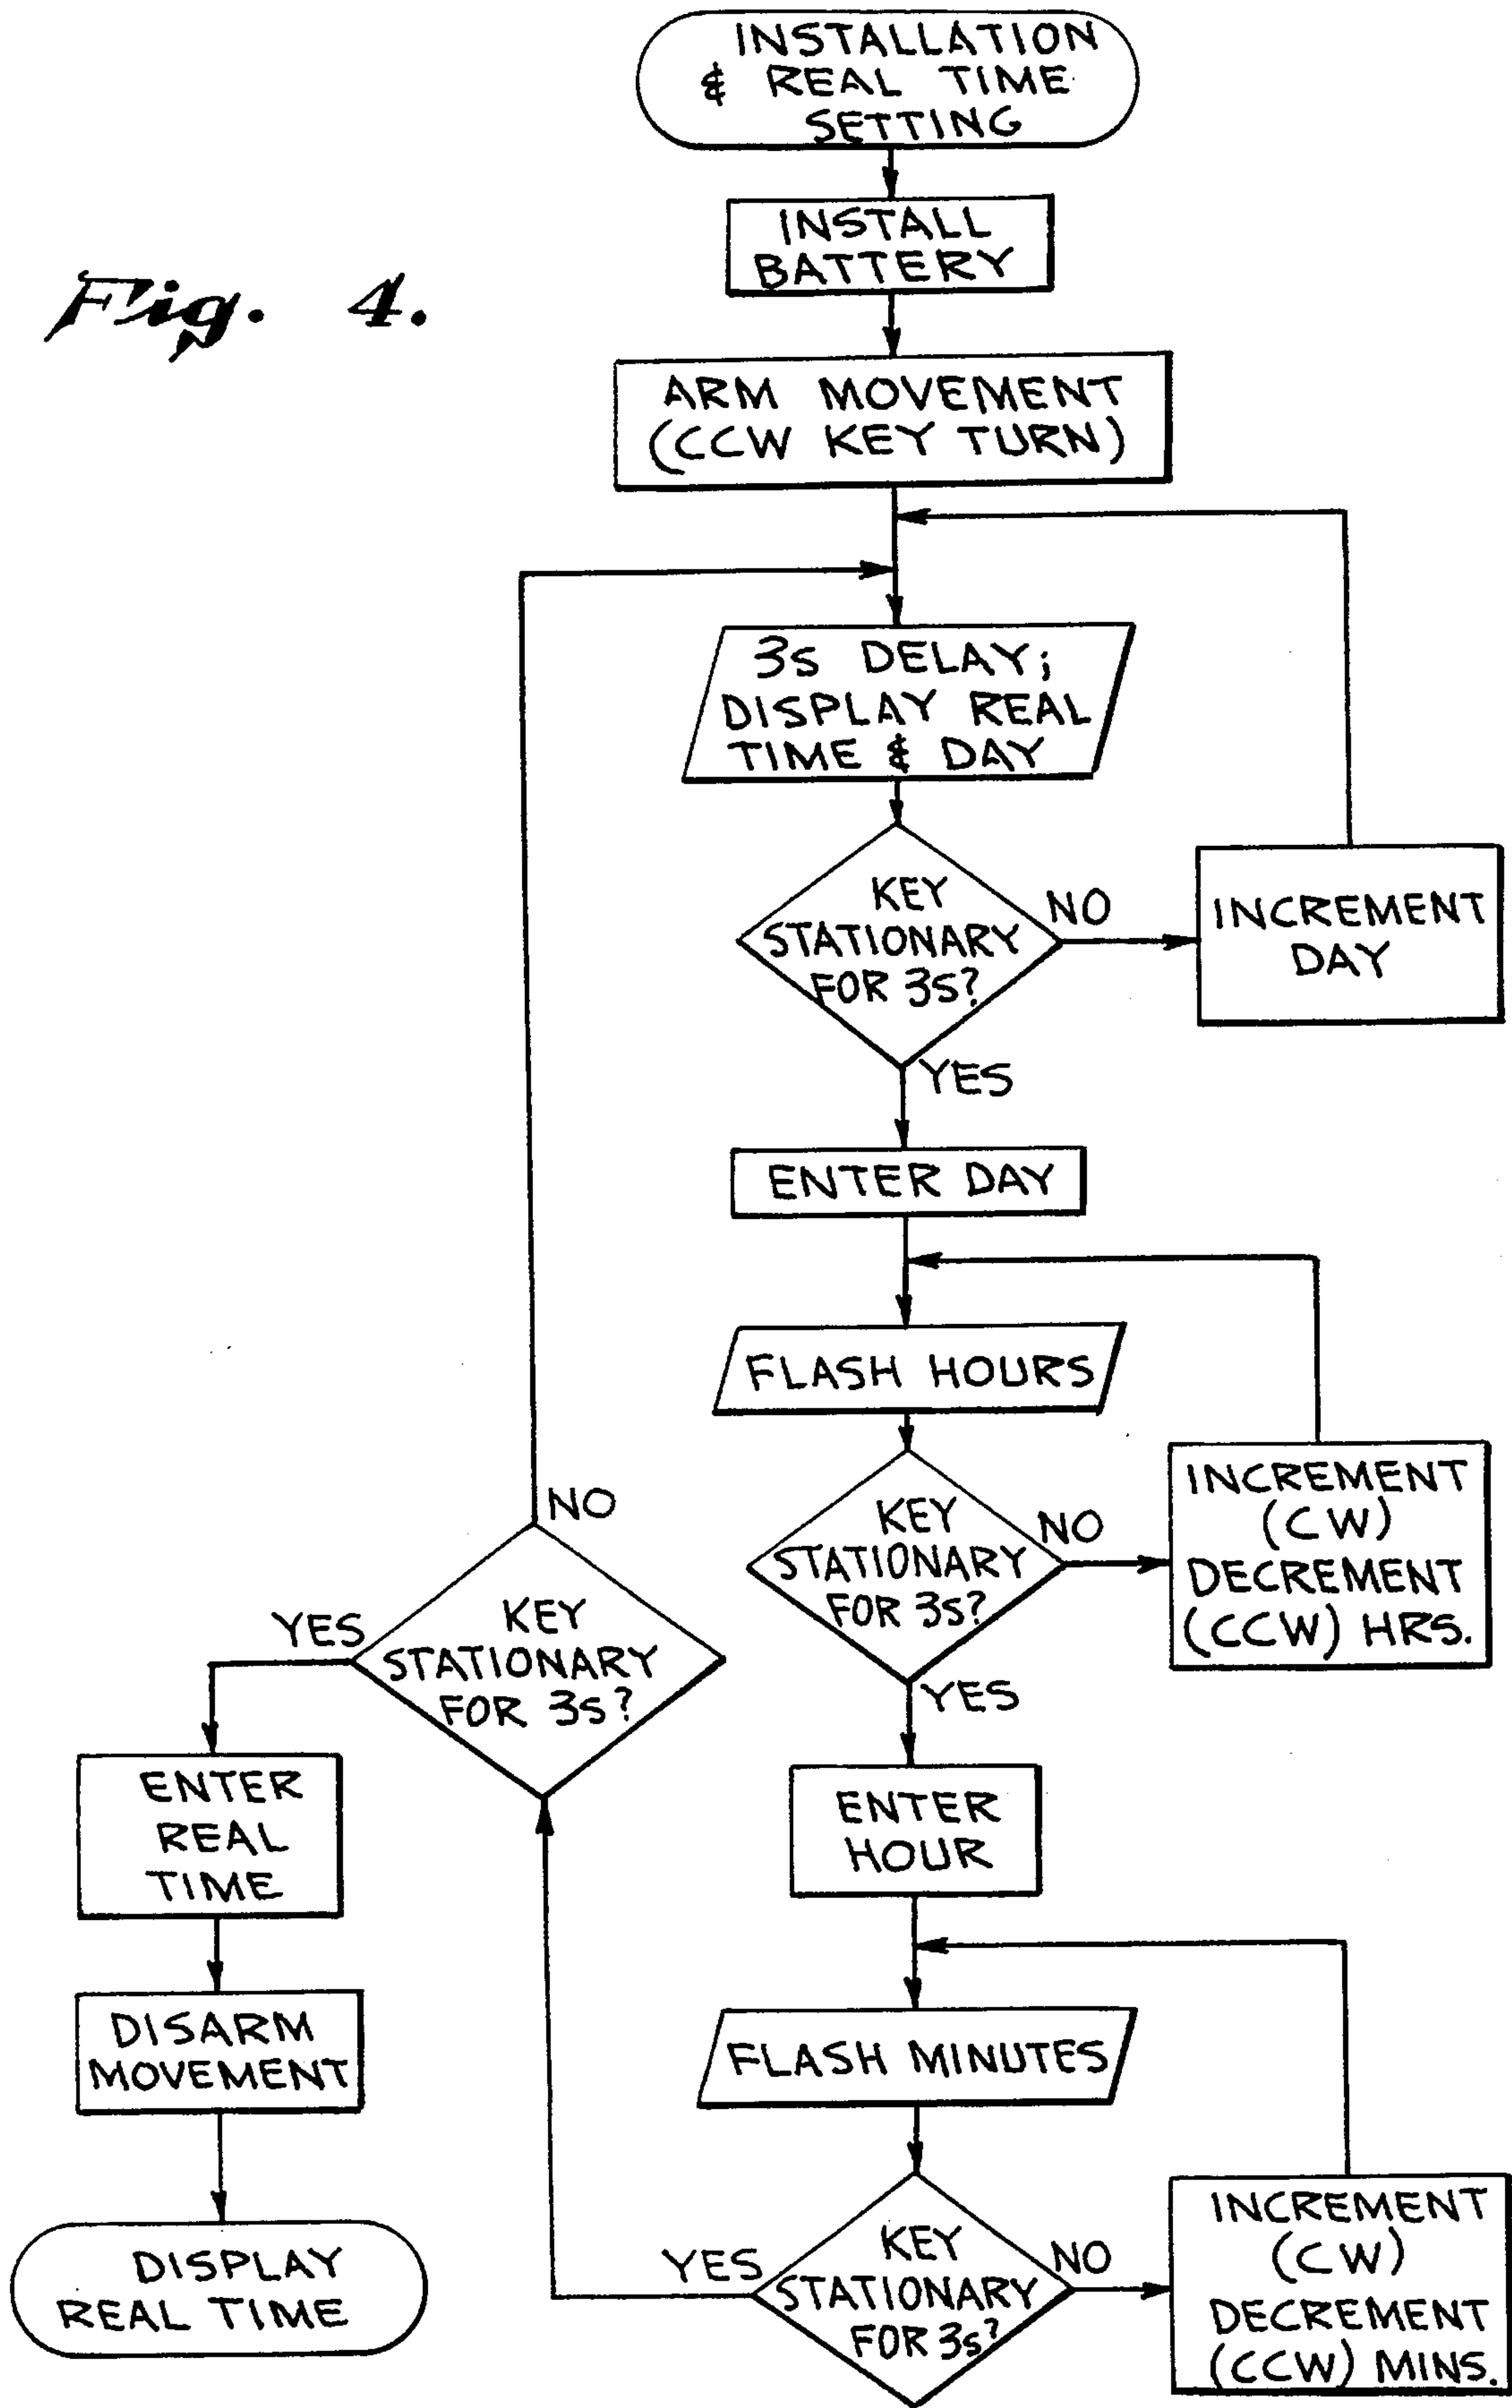 INSTALLATION
& REAL TIME
SETTING
INSTALL
BATTERY
Fig. 4.
ARM MOVEMENT
(CCW KEY TURN)
3s DELAY;
DISPLAY REAL
TIME & DAY
KEY
STATIONARY
FOR 3s?
NO
INCREMENT
DAY
YES
ENTER DAY
FLASH HOURS
KEY
STATIONARY
FOR 3s?
NO
INCREMENT
(CW)
DECREMENT
(CCW) HRS.
YES
ENTER
HOUR
FLASH MINUTES
KEY
STATIONARY
FOR 3s?
NO
INCREMENT
(CW)
DECREMENT
(CCW) MINS.
YES
KEY
STATIONARY
FOR 3s?
NO
YES
ENTER
REAL
TIME
DISARM
MOVEMENT
DISPLAY
REAL TIME